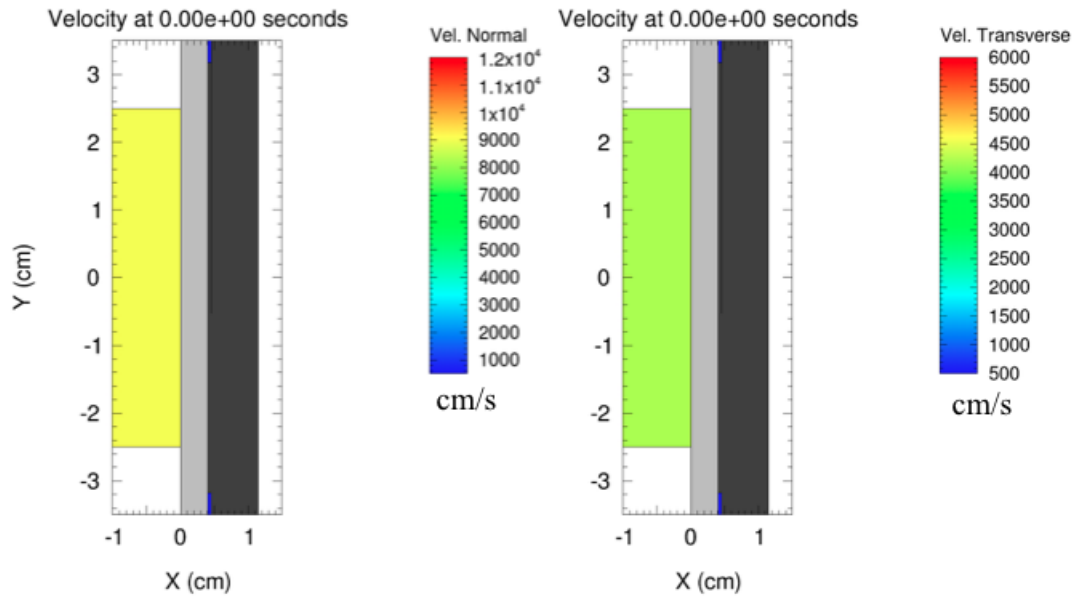 Velocity at 0.00e+00 seconds
Vel. Normal
3
2
1
0
-1
-2
-3
Y (cm)
-1 0 1
X (cm)
1.2x10⁴
1.1x10⁴
1x10⁴
9000
8000
7000
6000
5000
4000
3000
2000
1000
cm/s
Velocity at 0.00e+00 seconds
Vel. Transverse
3
2
1
0
-1
-2
-3
-1 0 1
X (cm)
6000
5500
5000
4500
4000
3500
3000
2500
2000
1500
1000
500
cm/s